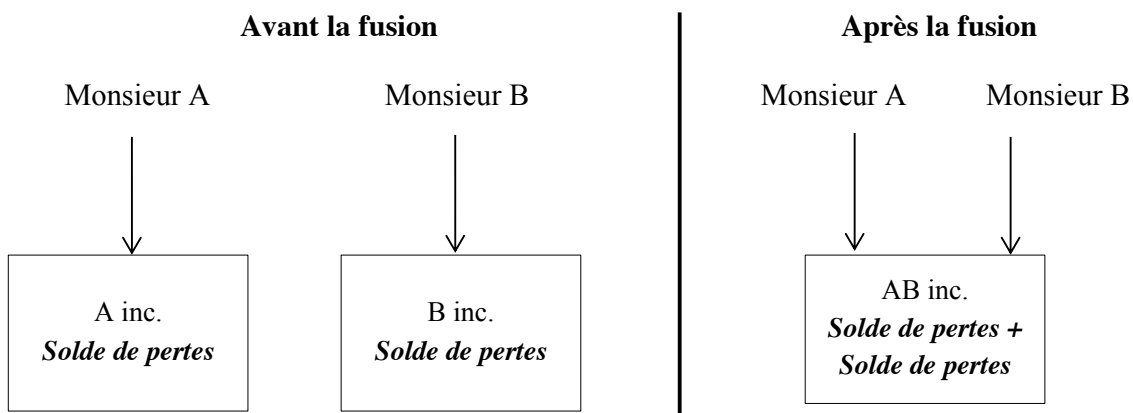 Avant la fusion
Monsieur A
Monsieur B
A inc.
Solde de pertes
B inc.
Solde de pertes
Après la fusion
Monsieur A
Monsieur B
AB inc.
Solde de pertes +
Solde de pertes